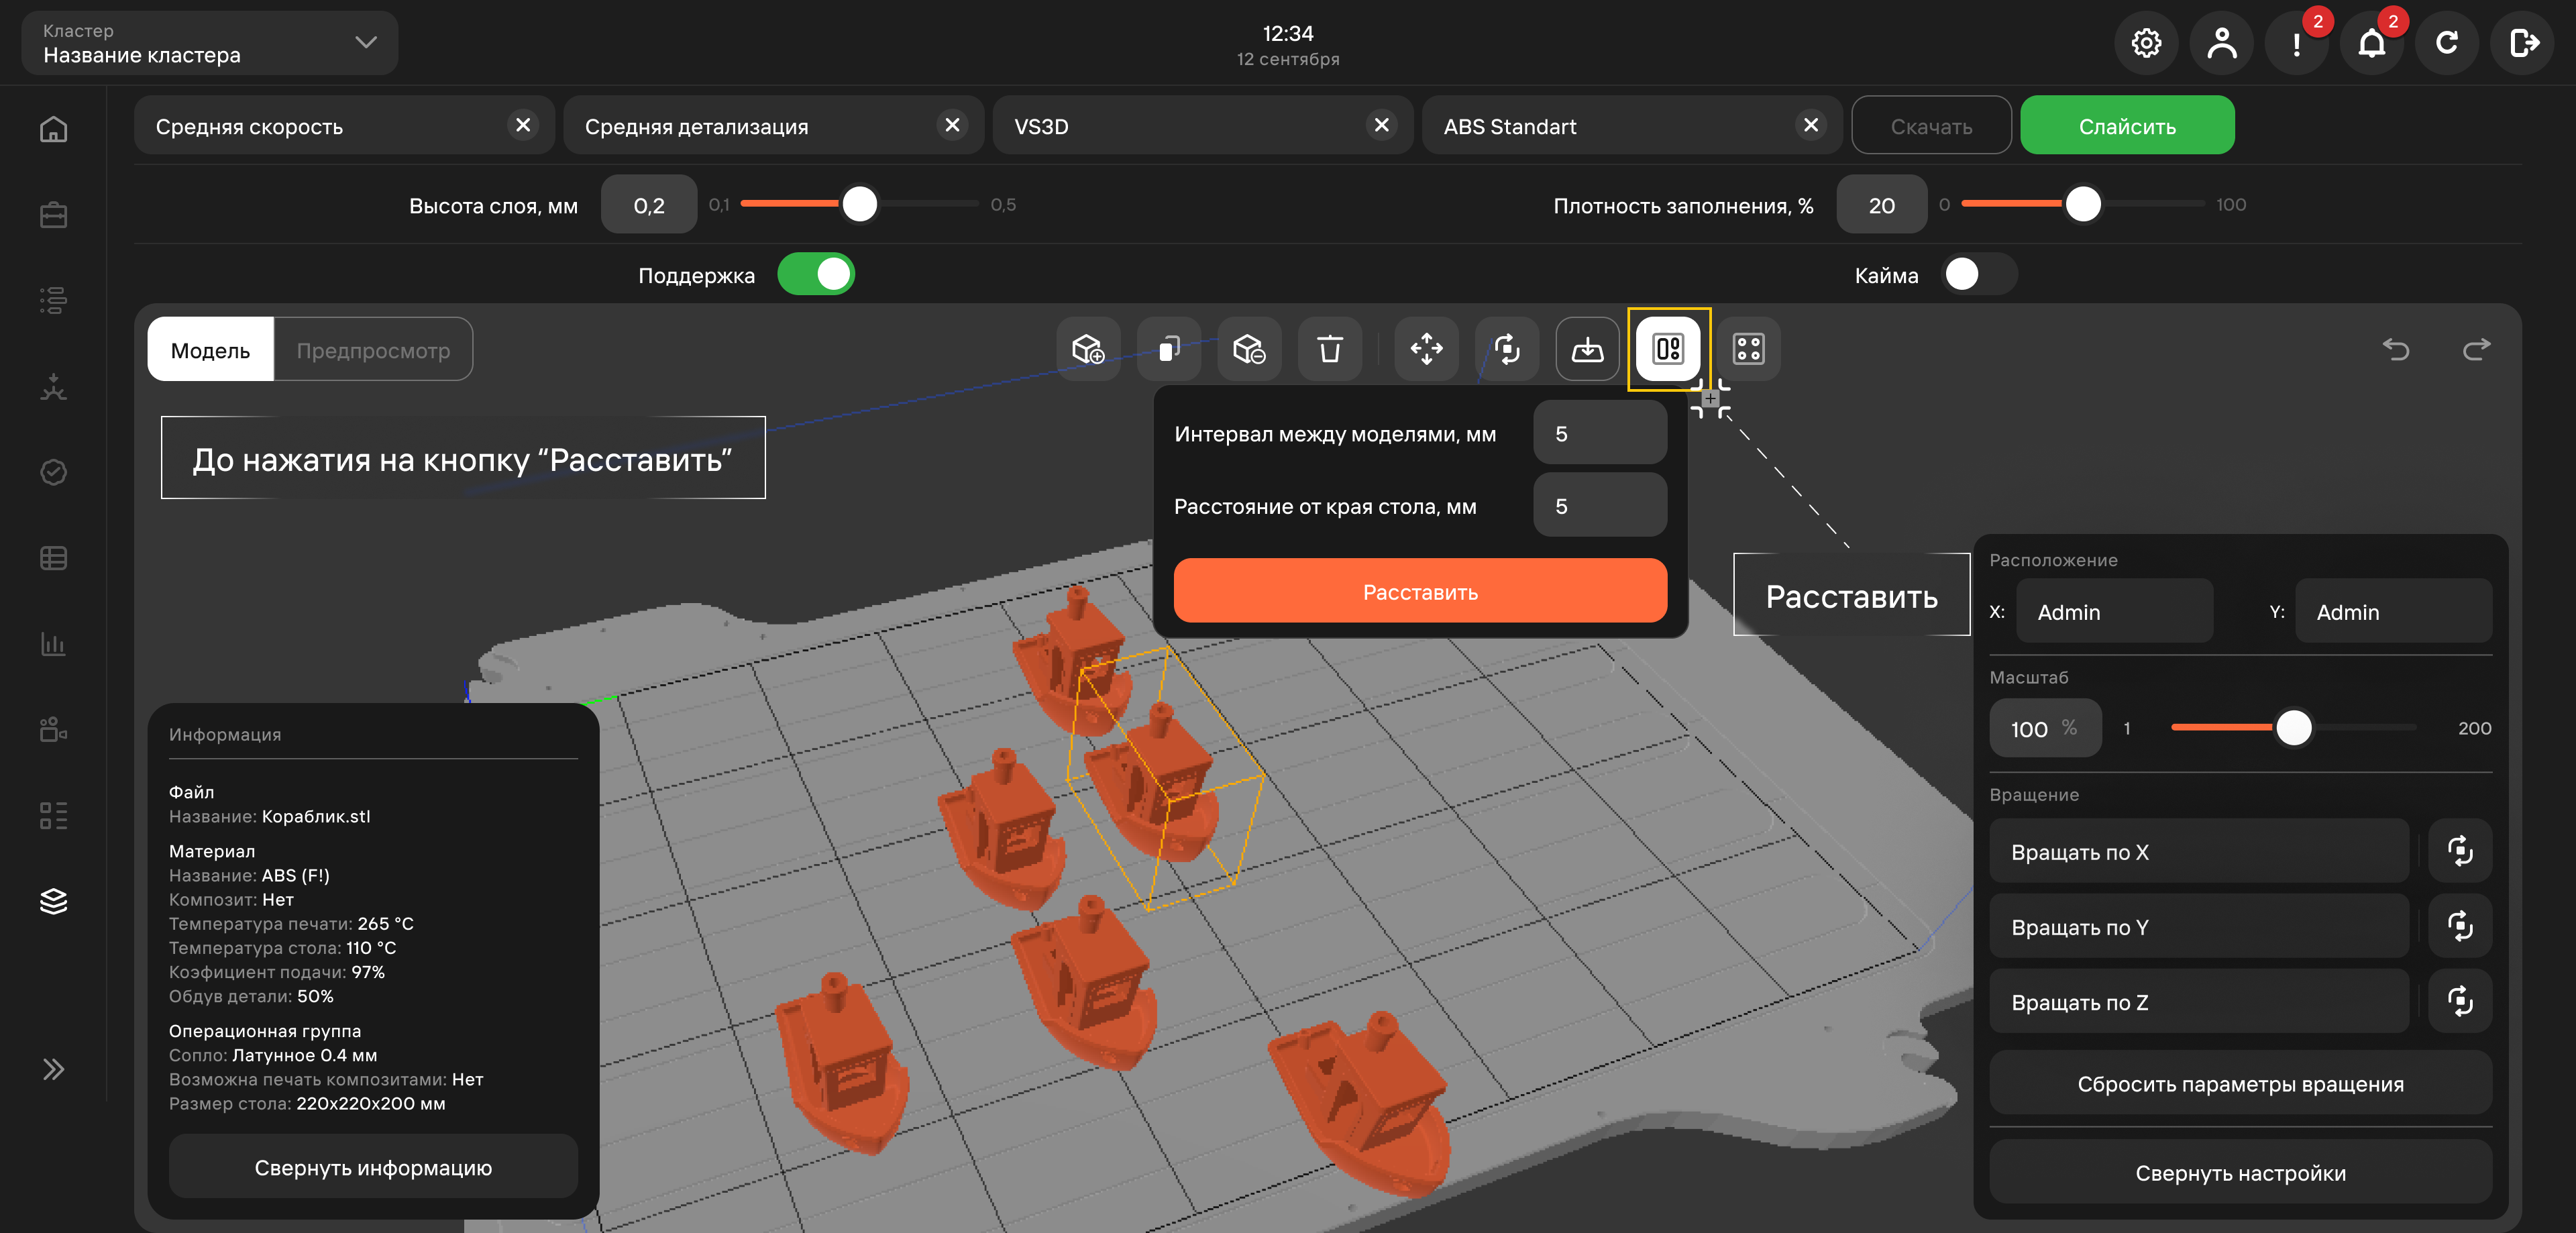 Кластер
Название кластера
12:34
12 сентября
2
2
Средняя скорость
Средняя детализация
VS3D
ABS Standart
Скачать
Слайсить
Высота слоя, мм
0,2
0,1
0,5
Плотность заполнения, %
20
0
100
Поддержка
Кайма
Модель
Предпросмотр
До нажатия на кнопку “Расставить”
Интервал между моделями, мм
5
Расстояние от края стола, мм
5
Расставить
Расставить
Информация
Файл
Название: Кораблик.stl
Материал
Название: ABS (F!)
Композит: Нет
Температура печати: 265 °C
Температура стола: 110 °C
Коэфициент подачи: 97%
Обдув детали: 50%
Операционная группа
Сопло: Латунное 0.4 мм
Возможна печать композитами: Нет
Размер стола: 220x220x200 мм
Свернуть информацию
Расположение
X:
Admin
Y:
Admin
Масштаб
100 %
1
200
Вращение
Вращать по X
Вращать по Y
Вращать по Z
Сбросить параметры вращения
Свернуть настройки